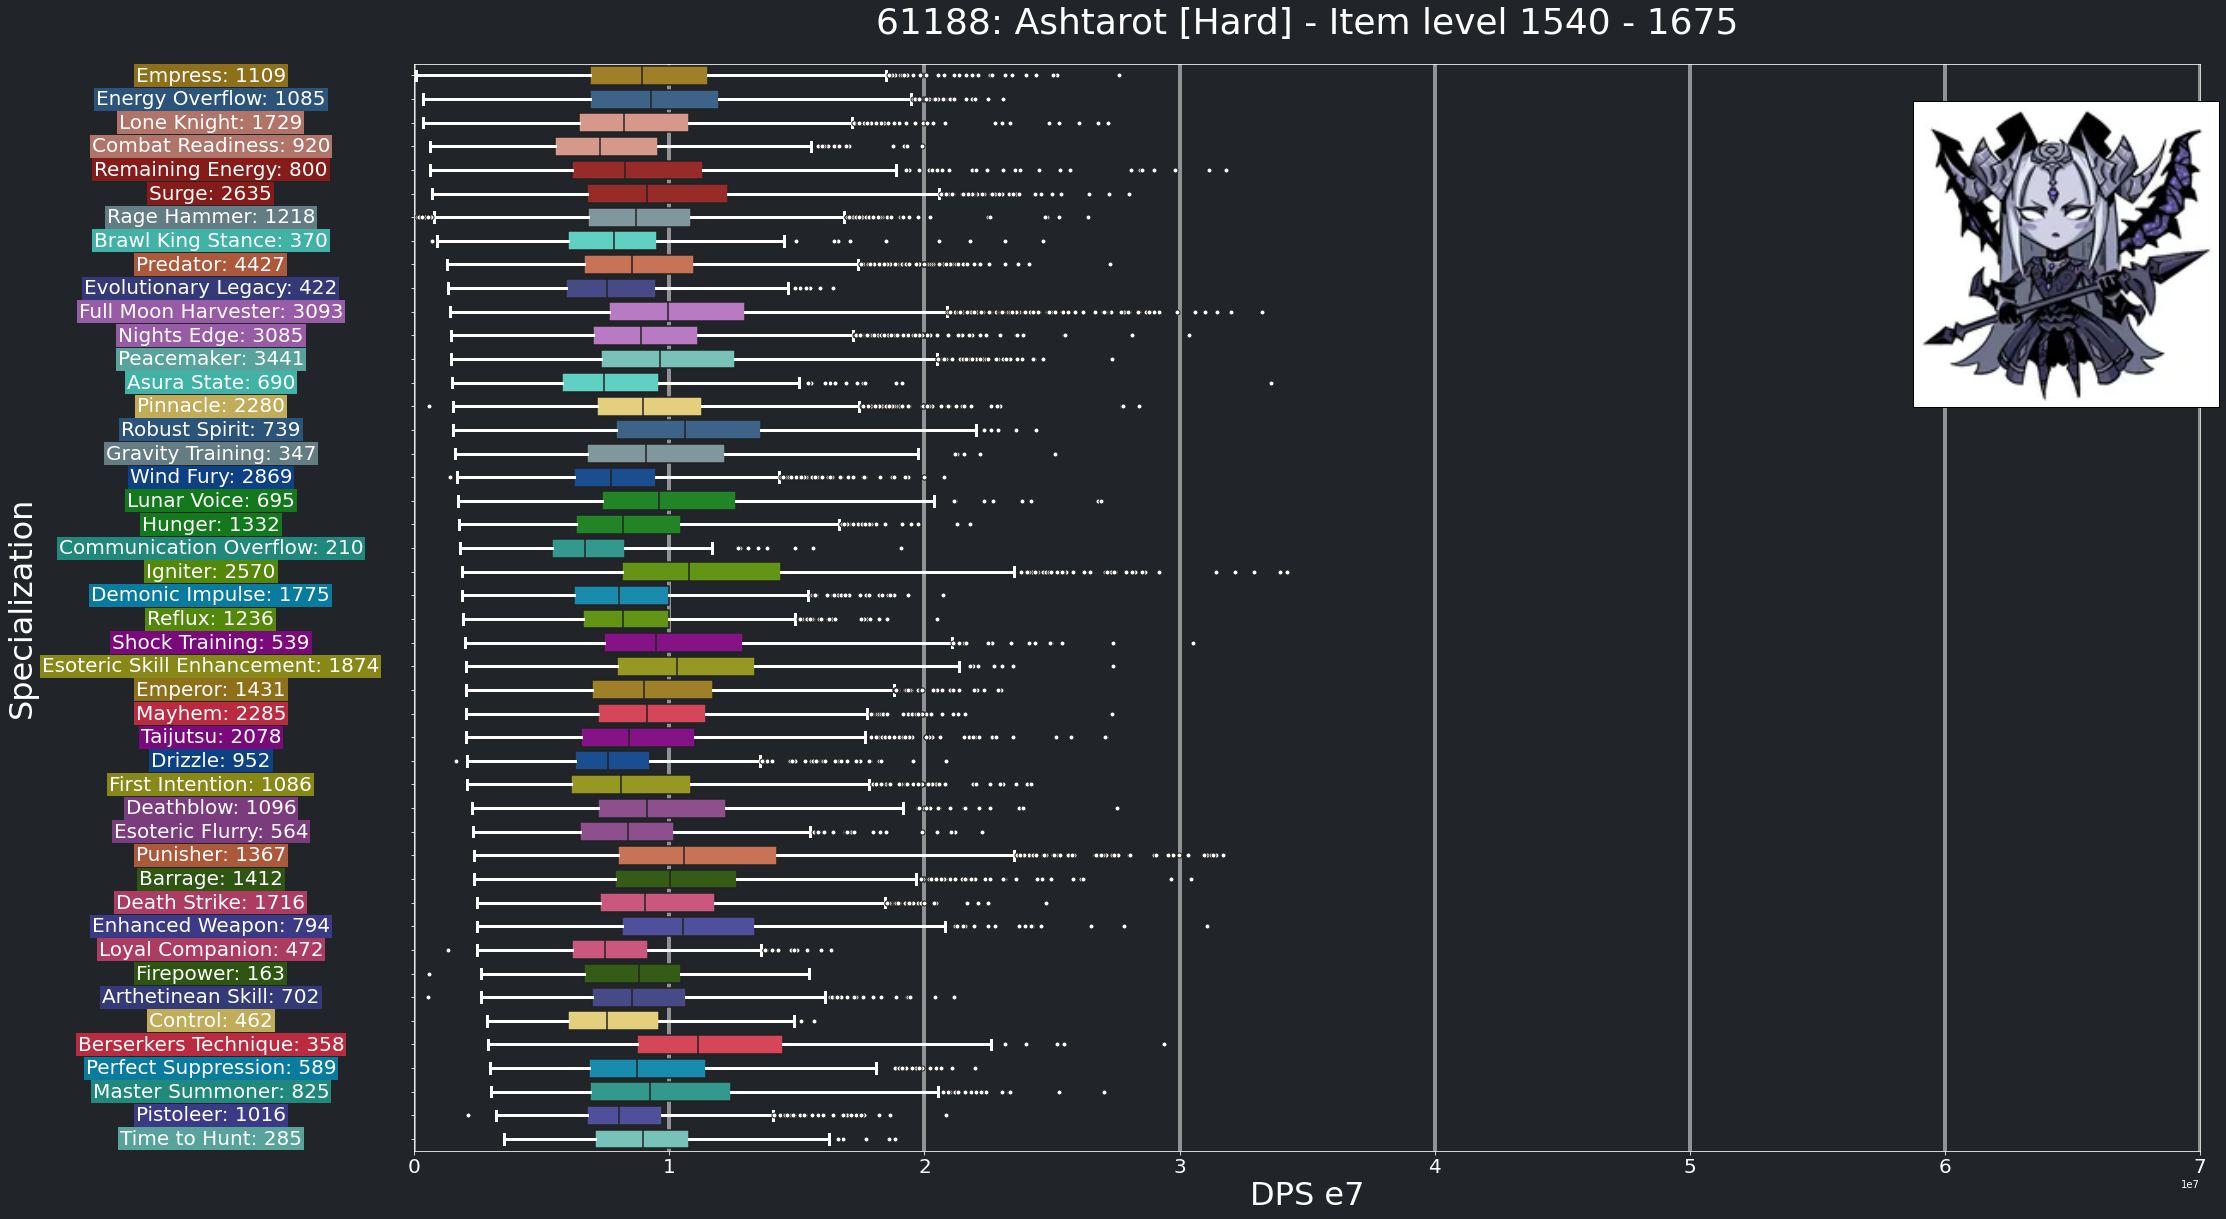 61188: Ashtarot [Hard] - Item level 1540 - 1675
Empress: 1109
Energy Overflow: 1085
Lone Knight: 1729
Combat Readiness: 920
Remaining Energy: 800
Surge: 2635
Rage Hammer: 1218
Brawl King Stance: 370
Predator: 4427
Evolutionary Legacy: 422
Full Moon Harvester: 3093
Nights Edge: 3085
Peacemaker: 3441
Asura State: 690
Pinnacle: 2280
Robust Spirit: 739
Gravity Training: 347
Wind Fury: 2869
Lunar Voice: 695
Hunger: 1332
Communication Overflow: 210
Igniter: 2570
Demonic Impulse: 1775
Reflux: 1236
Shock Training: 539
Esoteric Skill Enhancement: 1874
Emperor: 1431
Mayhem: 2285
Taijutsu: 2078
Drizzle: 952
First Intention: 1086
Deathblow: 1096
Esoteric Flurry: 564
Punisher: 1367
Barrage: 1412
Death Strike: 1716
Enhanced Weapon: 794
Loyal Companion: 472
Firepower: 163
Arthetinean Skill: 702
Control: 462
Berserkers Technique: 358
Perfect Suppression: 589
Master Summoner: 825
Pistoleer: 1016
Time to Hunt: 285
Specialization
0 1 2 3 4 5 6 7
DPS e7
1e7